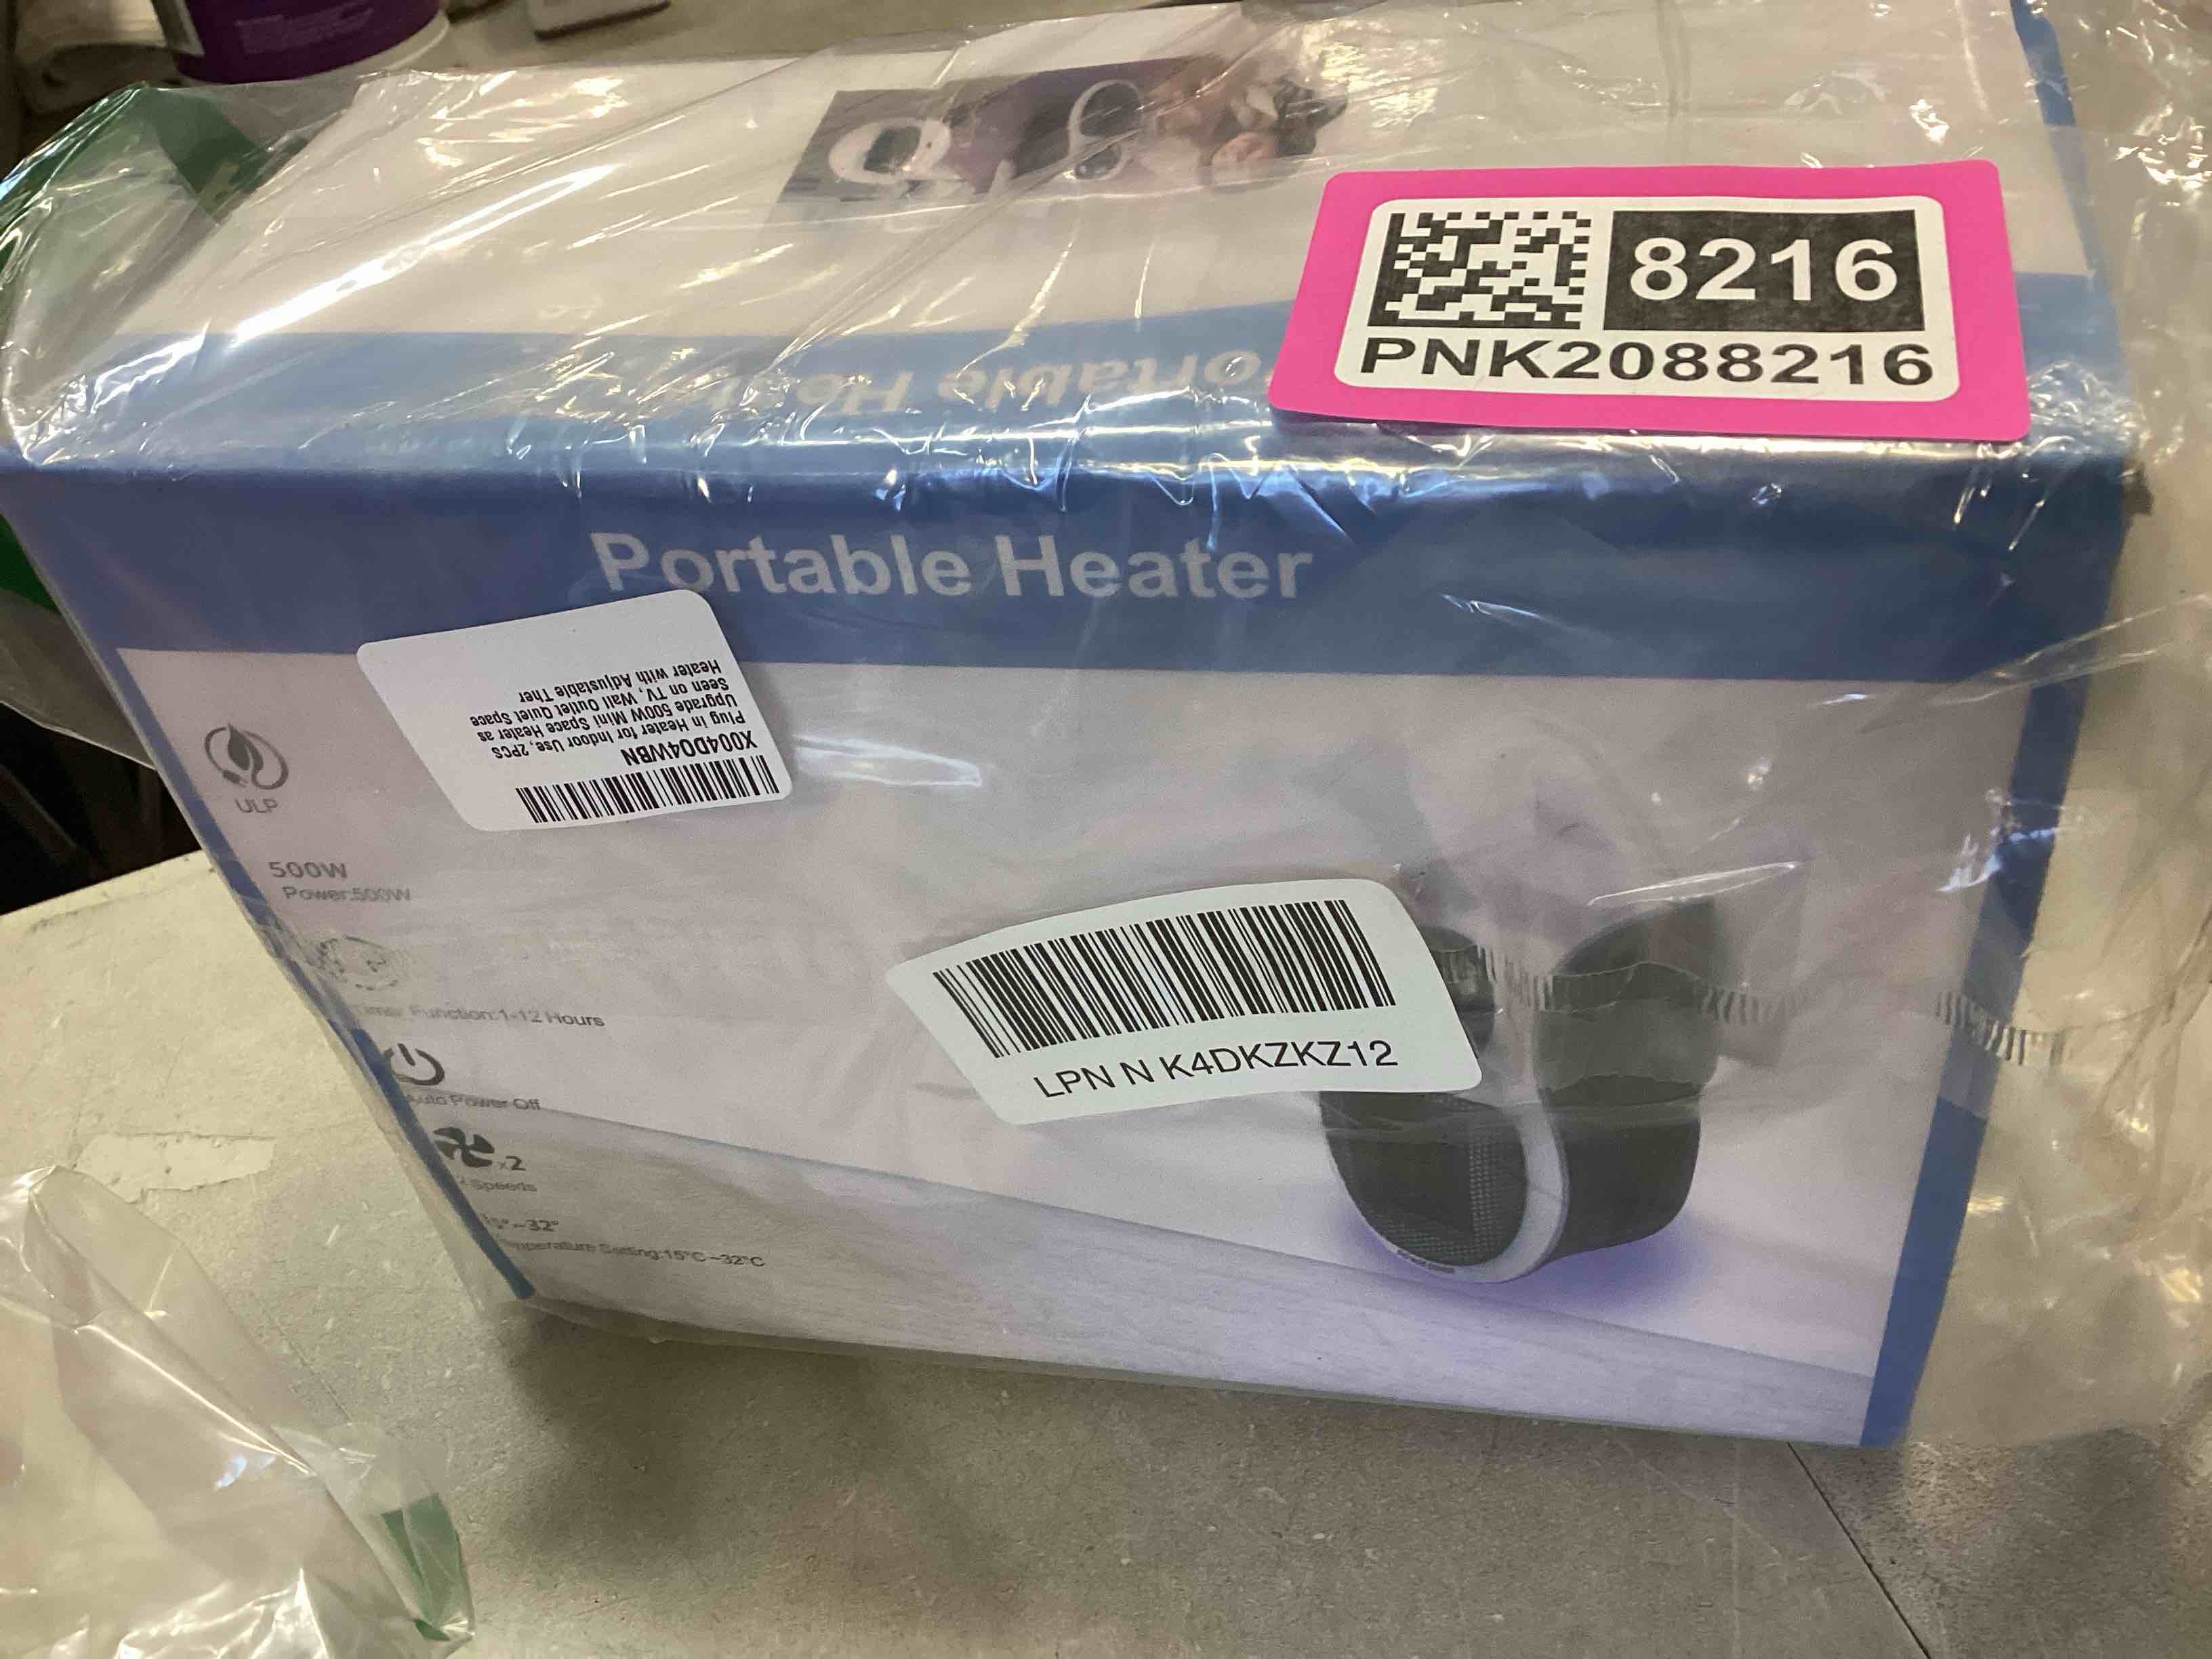 8216
PNK2088216
Portable Heater
X004DO4WBN
Plug in Heater for Indoor Use, 2PCS
Upgrade 500W Mini Space Heater as
Seen on TV, Wall Outlet Quiet Space
Heater with Adjustable Ther
ULP
500W
Power:500W
Function:1-12 Hours
LPN N K4DKZKZ12
Auto Power Off
x2
Speeds
~32°
Temperature Setting:15°C~32°C